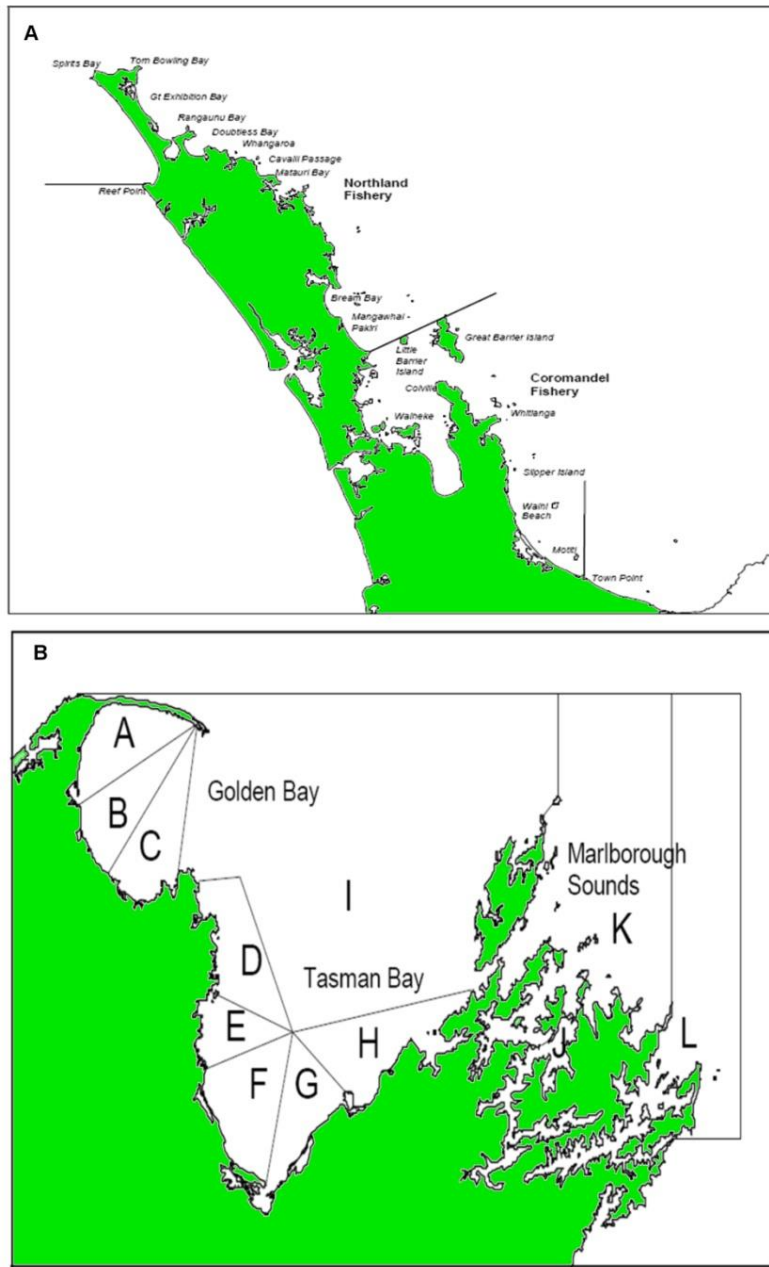 A
Spirits Bay
Tom Bowling Bay
Gt Exhibition Bay
Rangaunu Bay
Doubtless Bay
Whangaroa
Cavalli Passage
Matauri Bay
Reef Point
Northland
Fishery
Bream Bay
Mangawhai -
Pakiri
Little
Barrier
Island
Great Barrier Island
Colville
Coromandel
Fishery
Waiheke
Whitianga
Slipper Island
Waihi
Beach
Motiti
Town Point
B
A
B
C
Golden Bay
Marlborough
Sounds
I
K
D
Tasman Bay
E
H
J
L
F
G